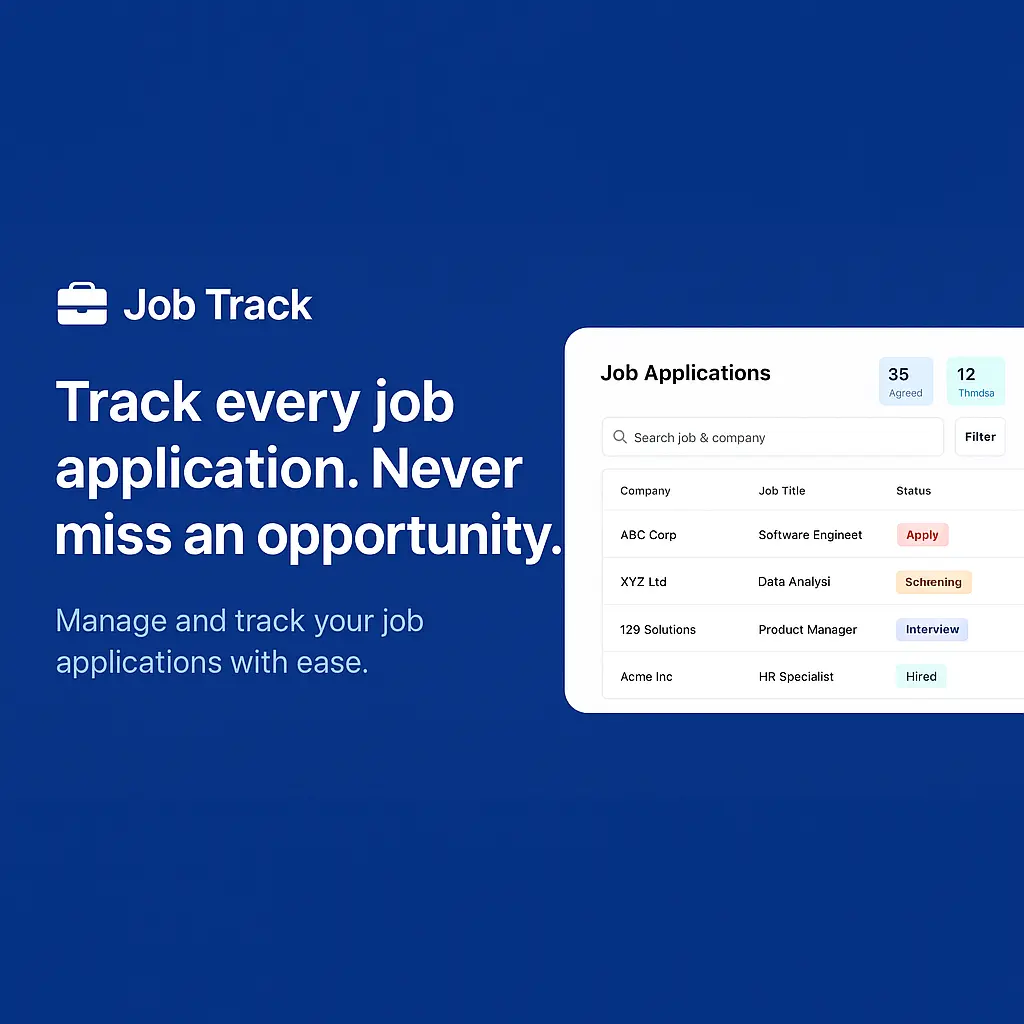 Job Track
Track every job
application. Never
miss an opportunity.
Manage and track your job
applications with ease.
Job Applications
35
Agreed
12
Thmdsa
Search job & company
Filter
Company Job Title Status
ABC Corp Software Engineet Apply
XYZ Ltd Data Analysi Schrening
129 Solutions Product Manager Interview
Acme Inc HR Specialist Hired